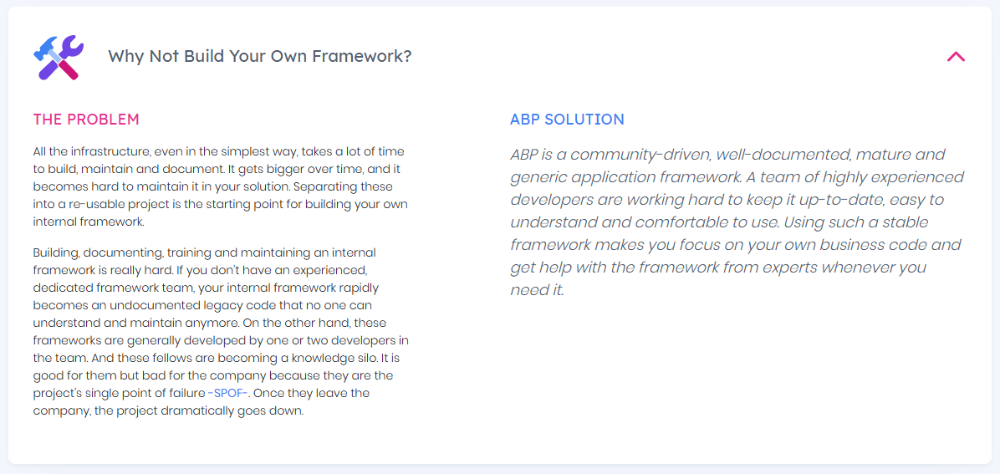 Why Not Build Your Own Framework?
THE PROBLEM
All the infrastructure, even in the simplest way, takes a lot of time
to build, maintain and document. It gets bigger over time, and it
becomes hard to maintain it in your solution. Separating these
into a re-usable project is the starting point for building your own
internal framework.
Building, documenting, training and maintaining an internal
framework is really hard. If you don't have an experienced,
dedicated framework team, your internal framework rapidly
becomes an undocumented legacy code that no one can
understand and maintain anymore. On the other hand, these
frameworks are generally developed by one or two developers in
the team. And these fellows are becoming a knowledge silo. It is
good for them but bad for the company because they are the
project's single point of failure -SPOF-. Once they leave the
company, the project dramatically goes down.
ABP SOLUTION
ABP is a community-driven, well-documented, mature and
generic application framework. A team of highly experienced
developers are working hard to keep it up-to-date, easy to
understand and comfortable to use. Using such a stable
framework makes you focus on your own business code and
get help with the framework from experts whenever you
need it.